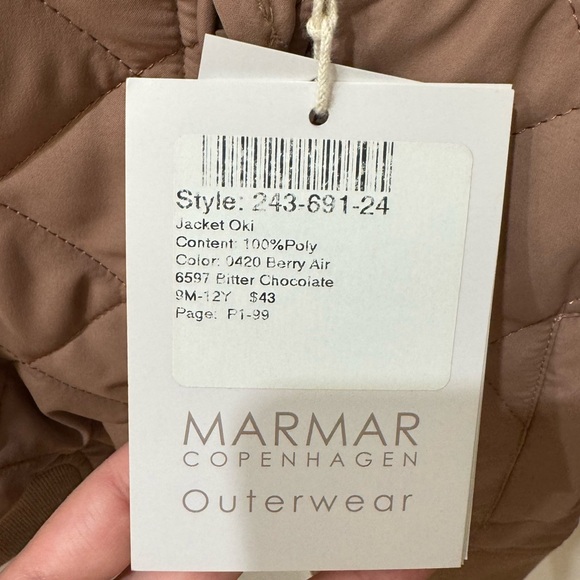 Style: 243-691-24
Jacket Oki
Content: 100%Poly
Color: 0420 Berry Air
6597 Bitter Chocolate
9M-12Y $43
Page: P1-99
MARMAR
COPENHAGEN
Outerwear